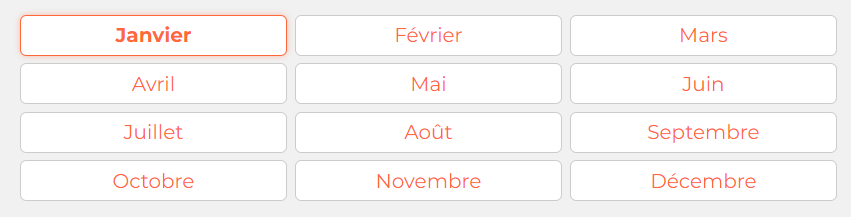 Janvier Février Mars
Avril Mai Juin
Juillet Août Septembre
Octobre Novembre Décembre